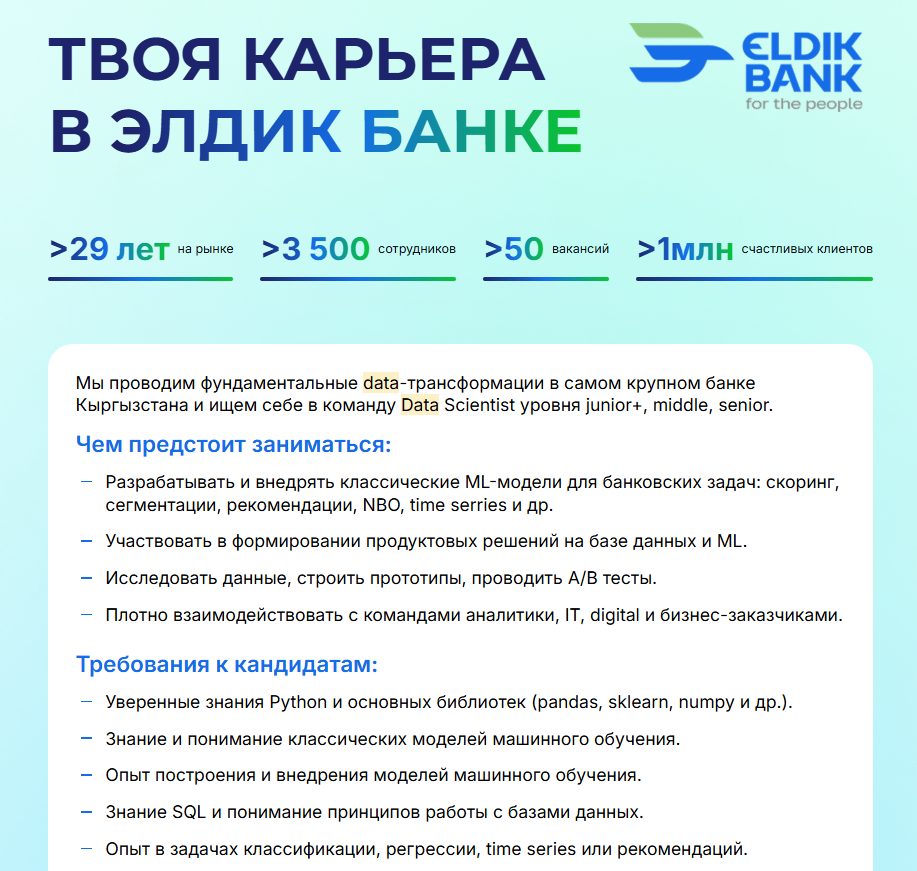 ТВОЯ КАРЬЕРА
В ЭЛДИК БАНКЕ
ELDIK
BANK
for the people
>29 лет на рынке
>3 500 сотрудников
>50 вакансий
>1млн счастливых клиентов
Мы проводим фундаментальные data-трансформации в самом крупном банке
Кыргызстана и ищем себе в команду Data Scientist уровня junior+, middle, senior.
Чем предстоит заниматься:
– Разрабатывать и внедрять классические ML-модели для банковских задач: скоринг,
сегментации, рекомендации, NBO, time serries и др.
– Участвовать в формировании продуктовых решений на базе данных и ML.
– Исследовать данные, строить прототипы, проводить A/B тесты.
– Плотно взаимодействовать с командами аналитики, IT, digital и бизнес-заказчиками.
Требования к кандидатам:
– Уверенные знания Python и основных библиотек (pandas, sklearn, numpy и др.).
– Знание и понимание классических моделей машинного обучения.
– Опыт построения и внедрения моделей машинного обучения.
– Знание SQL и понимание принципов работы с базами данных.
– Опыт в задачах классификации, регрессии, time series или рекомендаций.